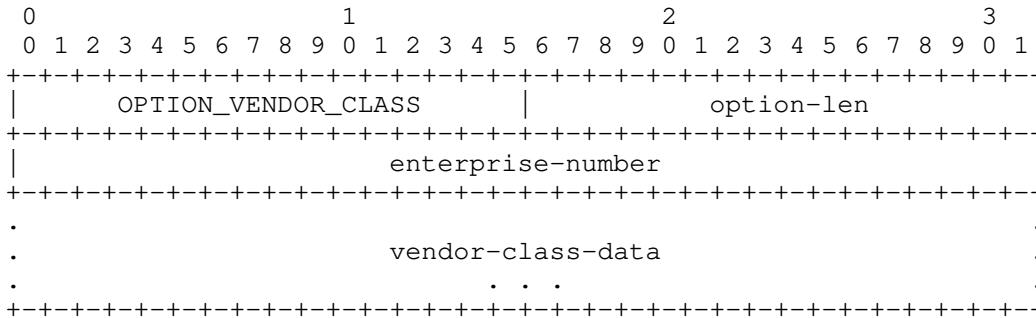 0                   1                   2                   3
 0 1 2 3 4 5 6 7 8 9 0 1 2 3 4 5 6 7 8 9 0 1 2 3 4 5 6 7 8 9 0 1
+-+-+-+-+-+-+-+-+-+-+-+-+-+-+-+-+-+-+-+-+-+-+-+-+-+-+-+-+-+-+-+-
|      OPTION_VENDOR_CLASS      |           option-len
+-+-+-+-+-+-+-+-+-+-+-+-+-+-+-+-+-+-+-+-+-+-+-+-+-+-+-+-+-+-+-+-
|                       enterprise-number
+-+-+-+-+-+-+-+-+-+-+-+-+-+-+-+-+-+-+-+-+-+-+-+-+-+-+-+-+-+-+-+-
.                                                               .
.                       vendor-class-data                       .
.                             . . .                             .
+-+-+-+-+-+-+-+-+-+-+-+-+-+-+-+-+-+-+-+-+-+-+-+-+-+-+-+-+-+-+-+-